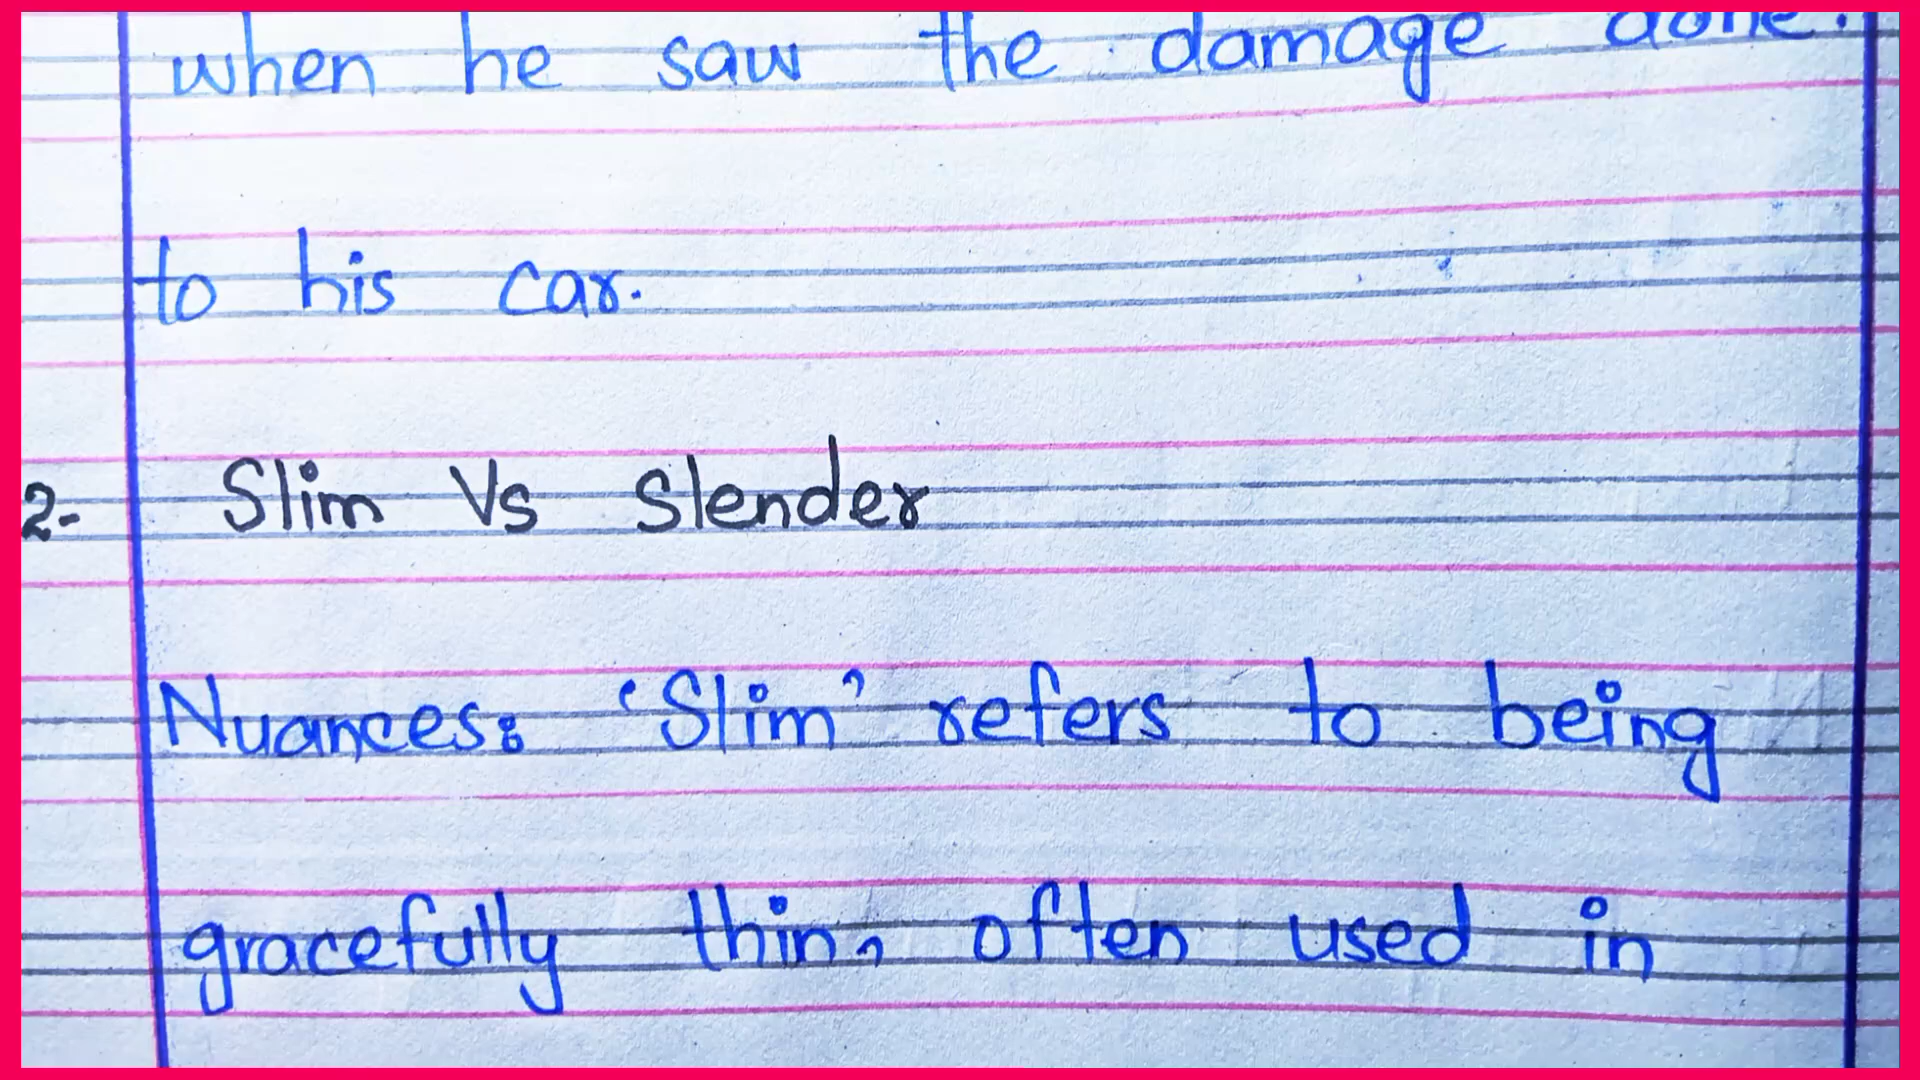 when he saw the damage done
to his car.
2- Slim Vs Slender
Nuances: 'Slim' refers to being
gracefully thin, often used in